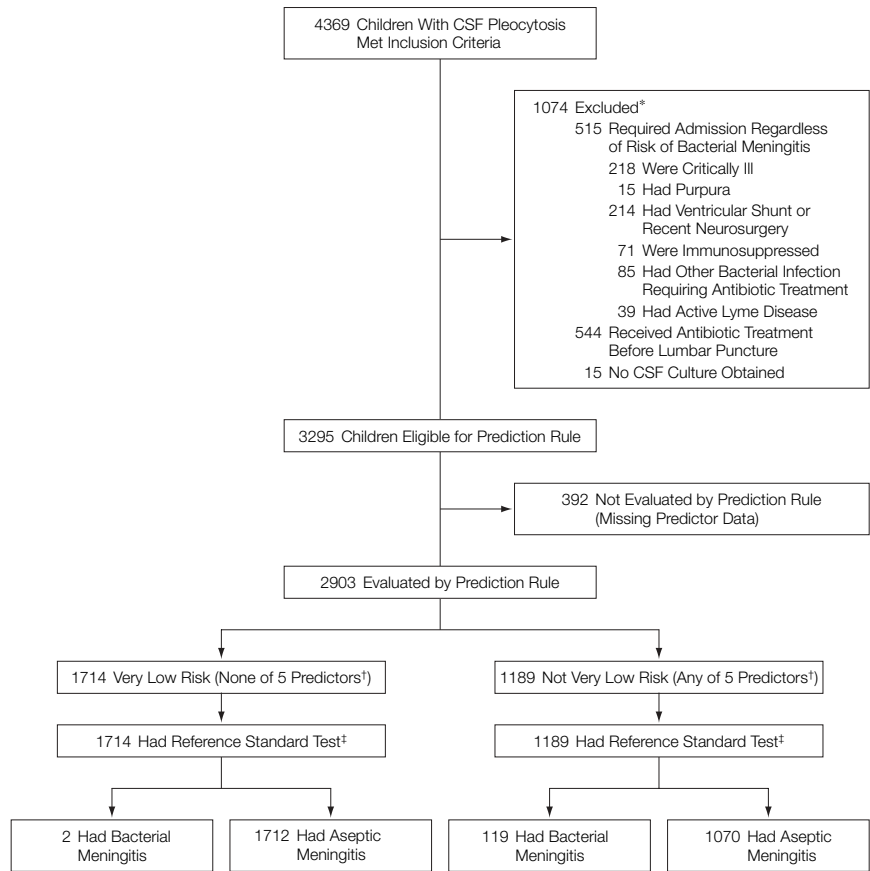 4369 Children With CSF Pleocytosis
Met Inclusion Criteria
1074 Excluded*
515 Required Admission Regardless
of Risk of Bacterial Meningitis
218 Were Critically Ill
15 Had Purpura
214 Had Ventricular Shunt or
Recent Neurosurgery
71 Were Immunosuppressed
85 Had Other Bacterial Infection
Requiring Antibiotic Treatment
39 Had Active Lyme Disease
544 Received Antibiotic Treatment
Before Lumbar Puncture
15 No CSF Culture Obtained
3295 Children Eligible for Prediction Rule
392 Not Evaluated by Prediction Rule
(Missing Predictor Data)
2903 Evaluated by Prediction Rule
1714 Very Low Risk (None of 5 Predictors†)
1189 Not Very Low Risk (Any of 5 Predictors†)
1714 Had Reference Standard Test‡
1189 Had Reference Standard Test‡
2 Had Bacterial
Meningitis
1712 Had Aseptic
Meningitis
119 Had Bacterial
Meningitis
1070 Had Aseptic
Meningitis